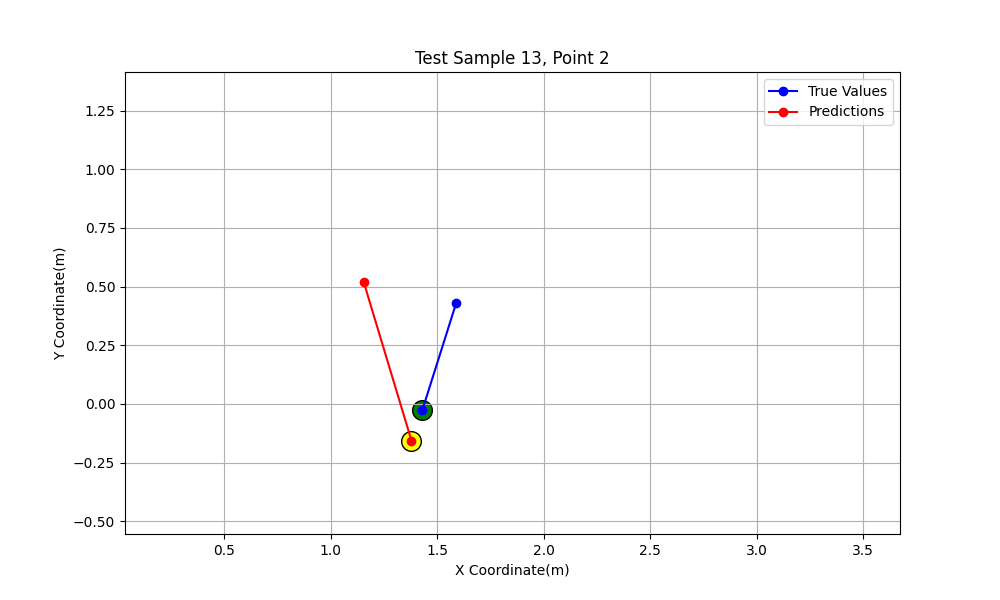 Test Sample 13, Point 2
True Values
Predictions
Y Coordinate(m)
1.25
1.00
0.75
0.50
0.25
0.00
−0.25
−0.50
0.5 1.0 1.5 2.0 2.5 3.0 3.5
X Coordinate(m)